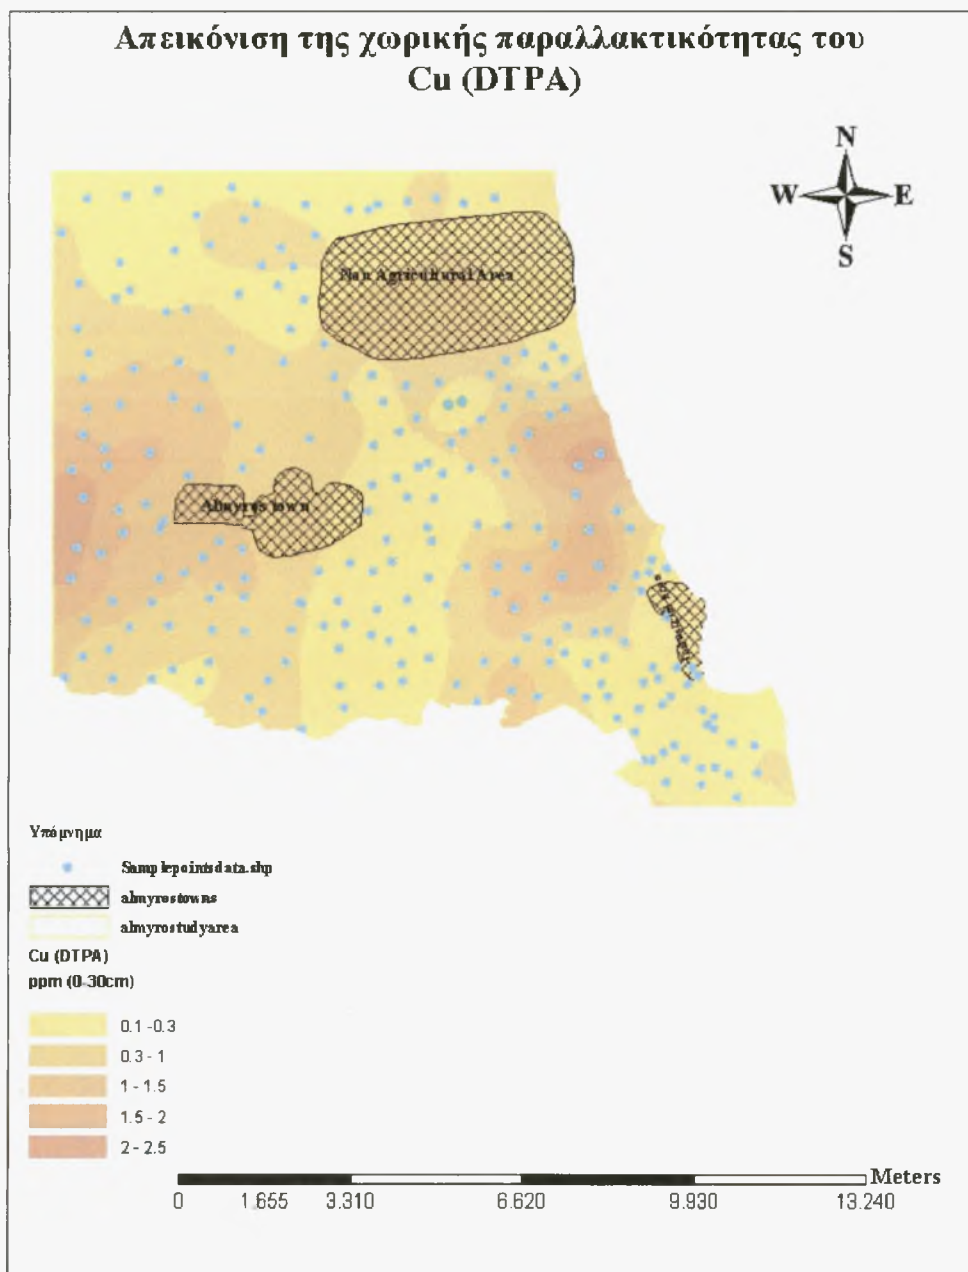 Απεικόνιση της χωρικής παραλλακτικότητας του
Cu (DTPA)
N
W E
S
Non Agricultural Area
Almyros town
Υπόμνημα
Samplepointsdata.shp
almyrostowns
almyrostudyarea
Cu (DTPA)
ppm (0-30cm)
0.1 -0.3
0.3 - 1
1 - 1.5
1.5 - 2
2 - 2.5
Meters
0 1.655 3.310 6.620 9.930 13.240